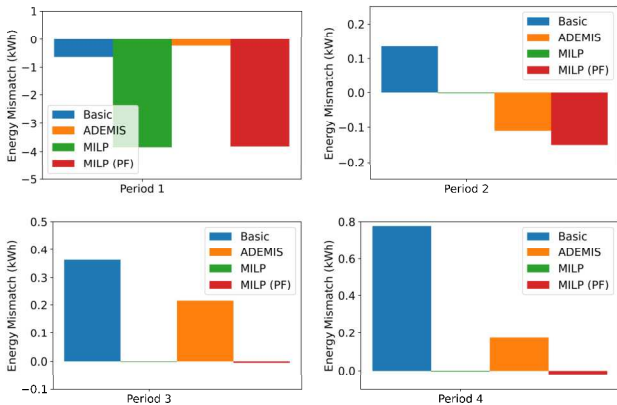 Energy Mismatch (kWh)
1
0
−1
−2
−3
−4
−5
Basic
ADEMIS
MILP
MILP (PF)
Period 1
Energy Mismatch (kWh)
0.2
0.1
0.0
−0.1
−0.2
Basic
ADEMIS
MILP
MILP (PF)
Period 2
Energy Mismatch (kWh)
0.5
0.4
0.3
0.2
0.1
0.0
−0.1
Basic
ADEMIS
MILP
MILP (PF)
Period 3
Energy Mismatch (kWh)
0.8
0.6
0.4
0.2
0.0
Basic
ADEMIS
MILP
MILP (PF)
Period 4